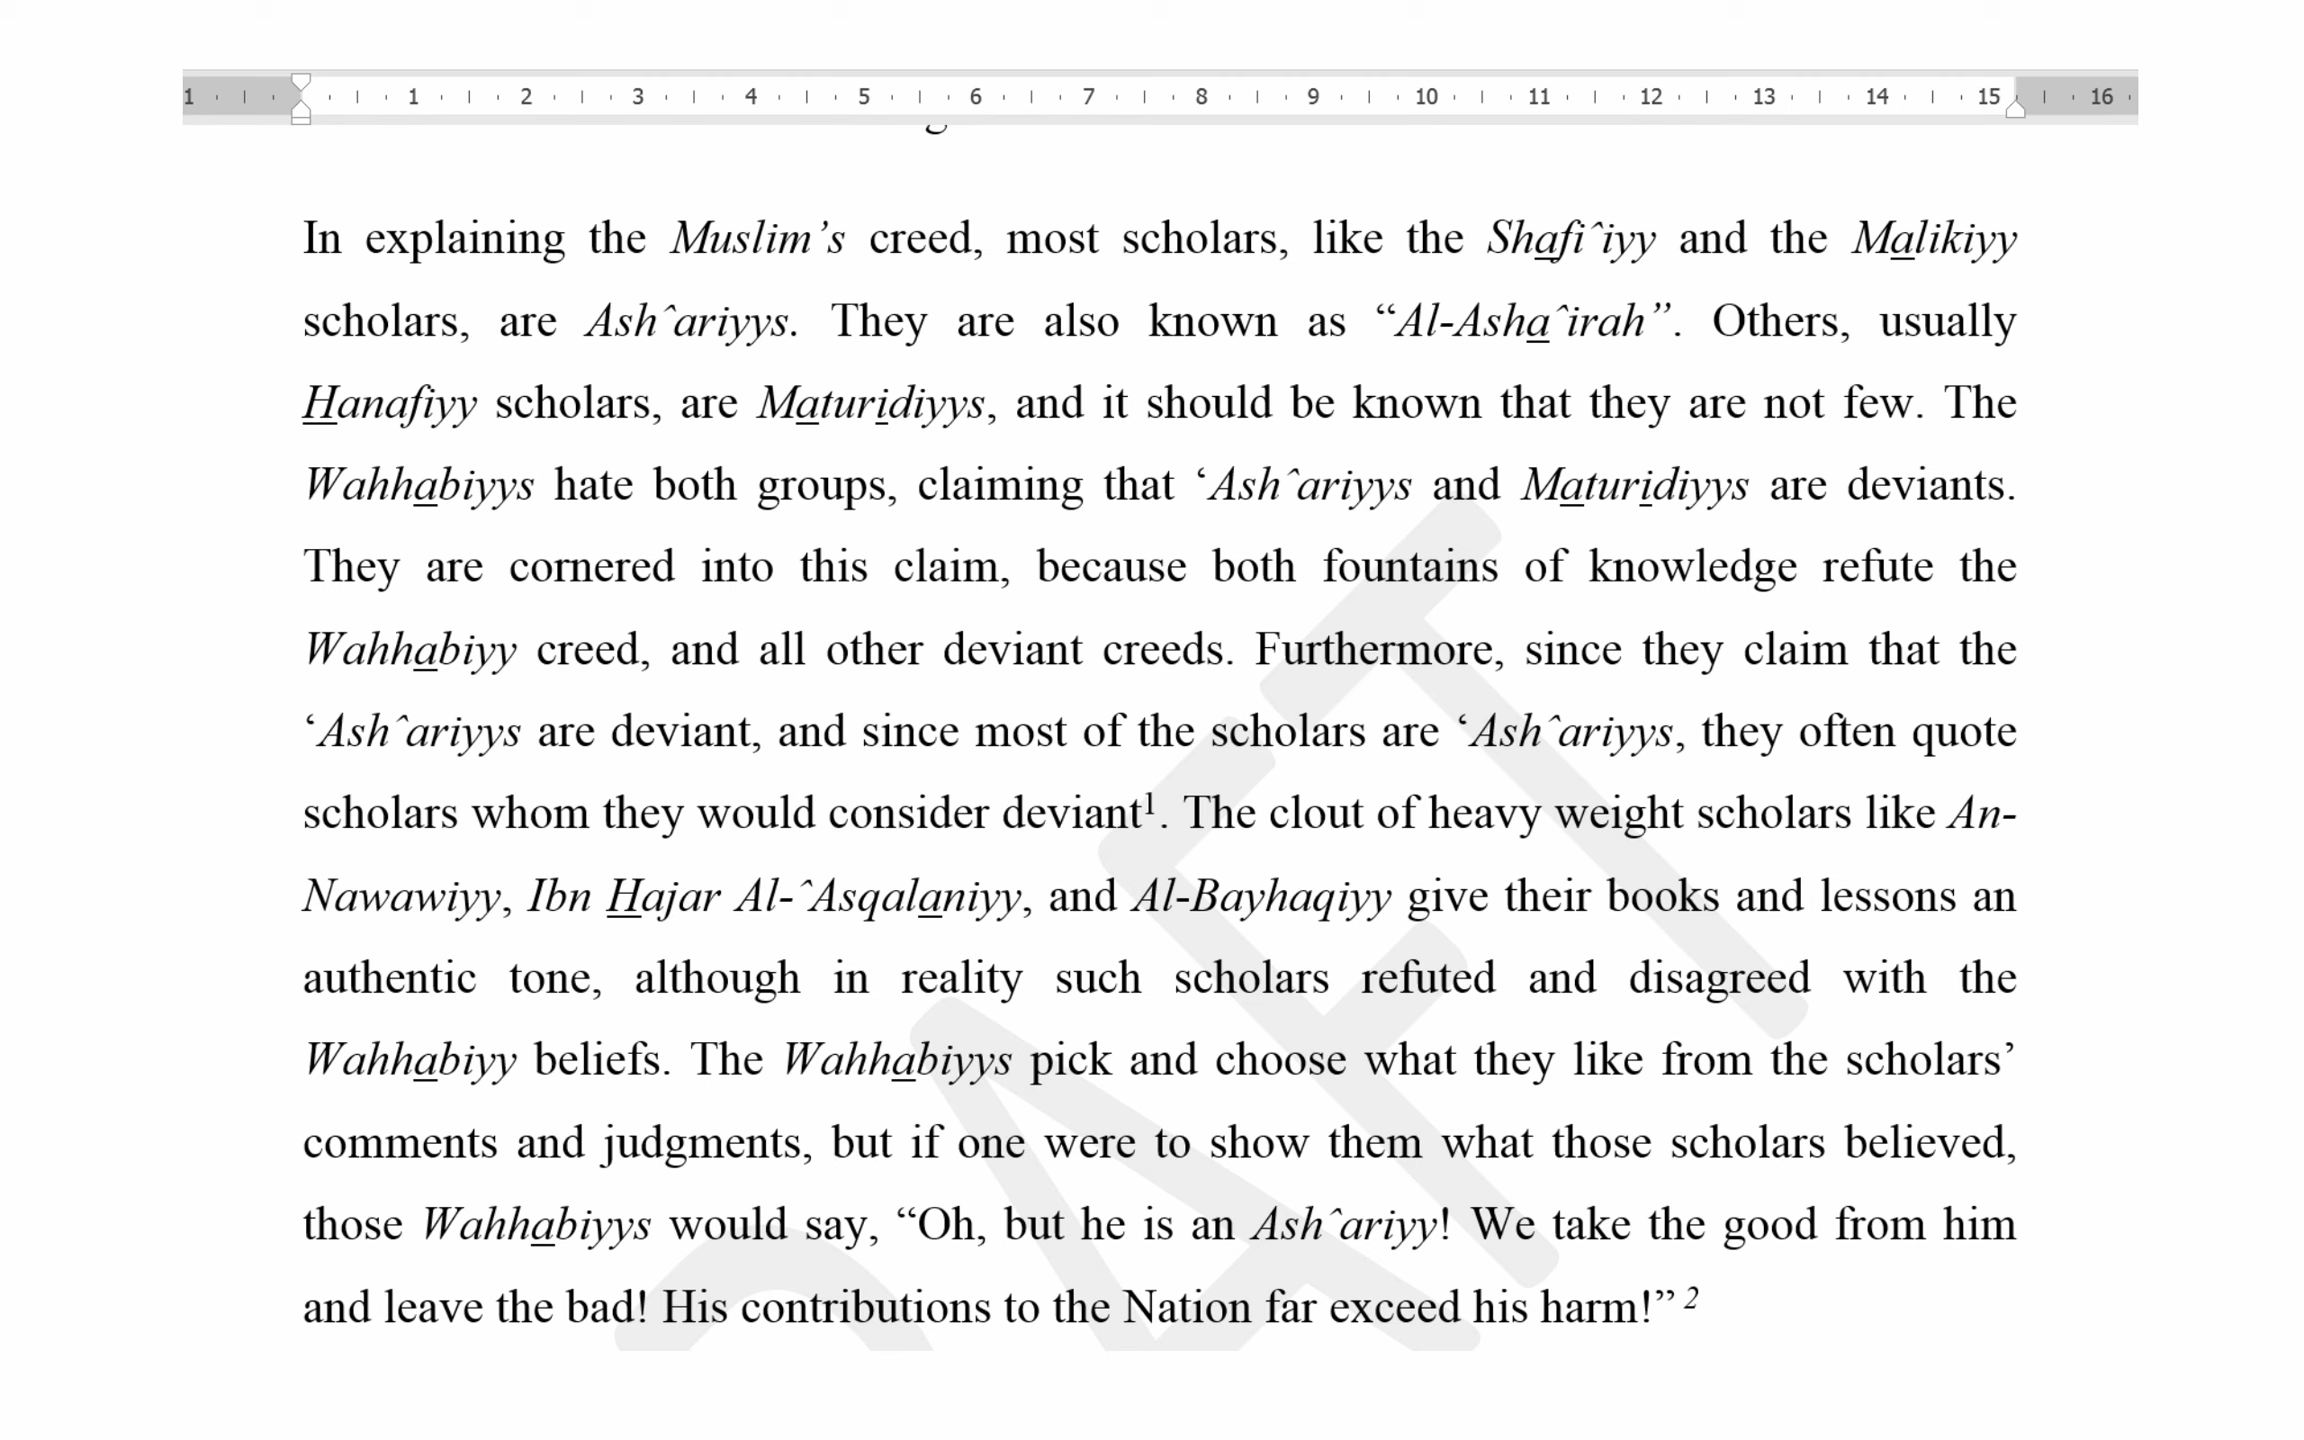 1 1 2 3 4 5 6 7 8 9 10 11 12 13 14 15 16
In explaining the Muslim’s creed, most scholars, like the Shafiˆiyy and the Malikiyy
scholars, are Ashˆariyys. They are also known as “Al-Ashaˆirah”. Others, usually
Hanafiyy scholars, are Maturidiyys, and it should be known that they are not few. The
Wahhabiyys hate both groups, claiming that ‘Ashˆariyys and Maturidiyys are deviants.
They are cornered into this claim, because both fountains of knowledge refute the
Wahhabiyy creed, and all other deviant creeds. Furthermore, since they claim that the
‘Ashˆariyys are deviant, and since most of the scholars are ‘Ashˆariyys, they often quote
scholars whom they would consider deviant¹. The clout of heavy weight scholars like An-
Nawawiyy, Ibn Hajar Al-ˆAsqalaniyy, and Al-Bayhaqiyy give their books and lessons an
authentic tone, although in reality such scholars refuted and disagreed with the
Wahhabiyy beliefs. The Wahhabiyys pick and choose what they like from the scholars’
comments and judgments, but if one were to show them what those scholars believed,
those Wahhabiyys would say, “Oh, but he is an Ashˆariyy! We take the good from him
and leave the bad! His contributions to the Nation far exceed his harm!” ²